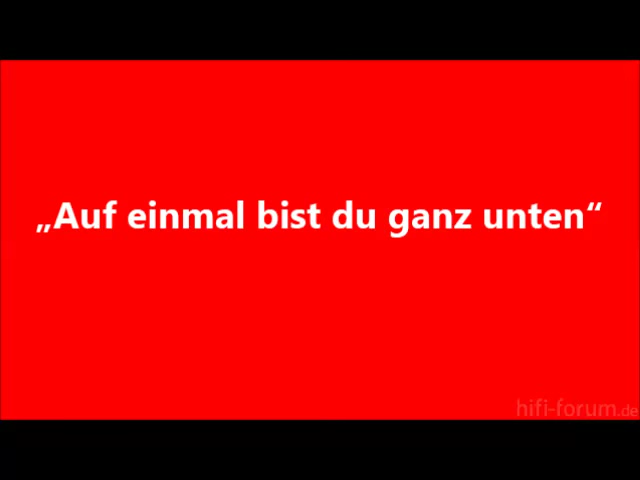 „Auf einmal bist du ganz unten“
hifi-forum.de